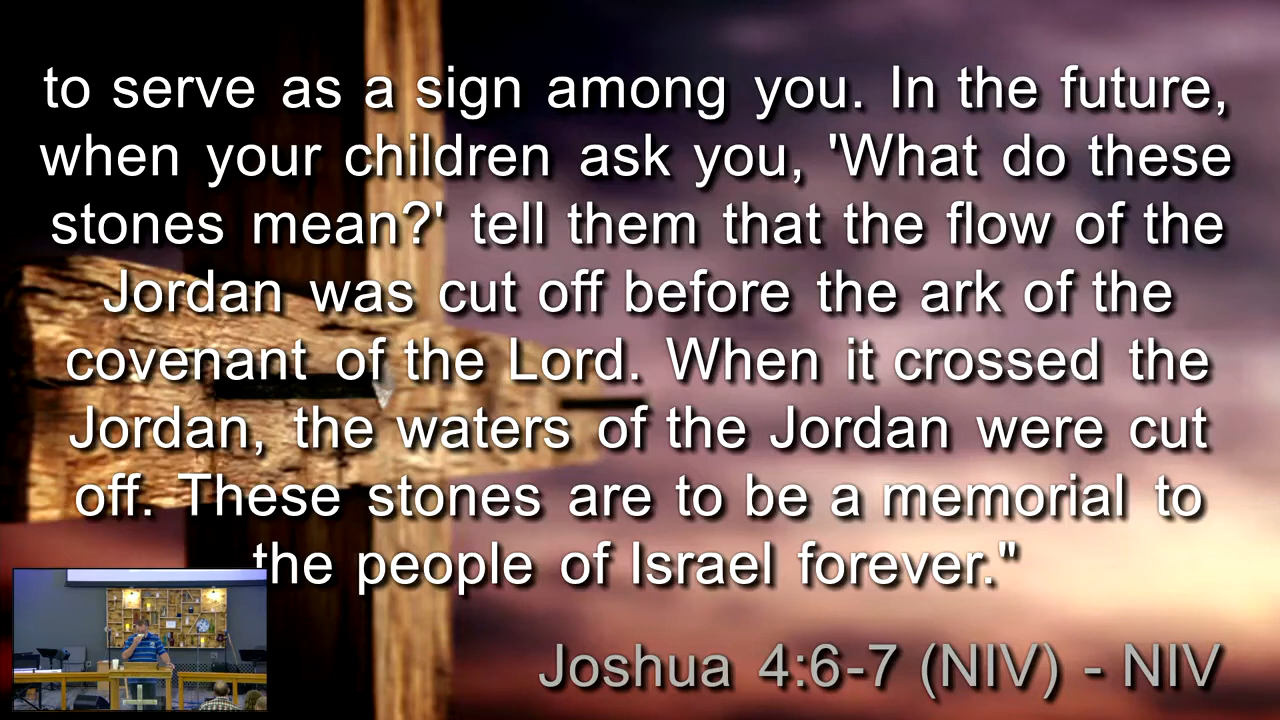 to serve as a sign among you. In the future,
when your children ask you, 'What do these
stones mean?' tell them that the flow of the
Jordan was cut off before the ark of the
covenant of the Lord. When it crossed the
Jordan, the waters of the Jordan were cut
off. These stones are to be a memorial to
the people of Israel forever."
Joshua 4:6-7 (NIV) - NIV